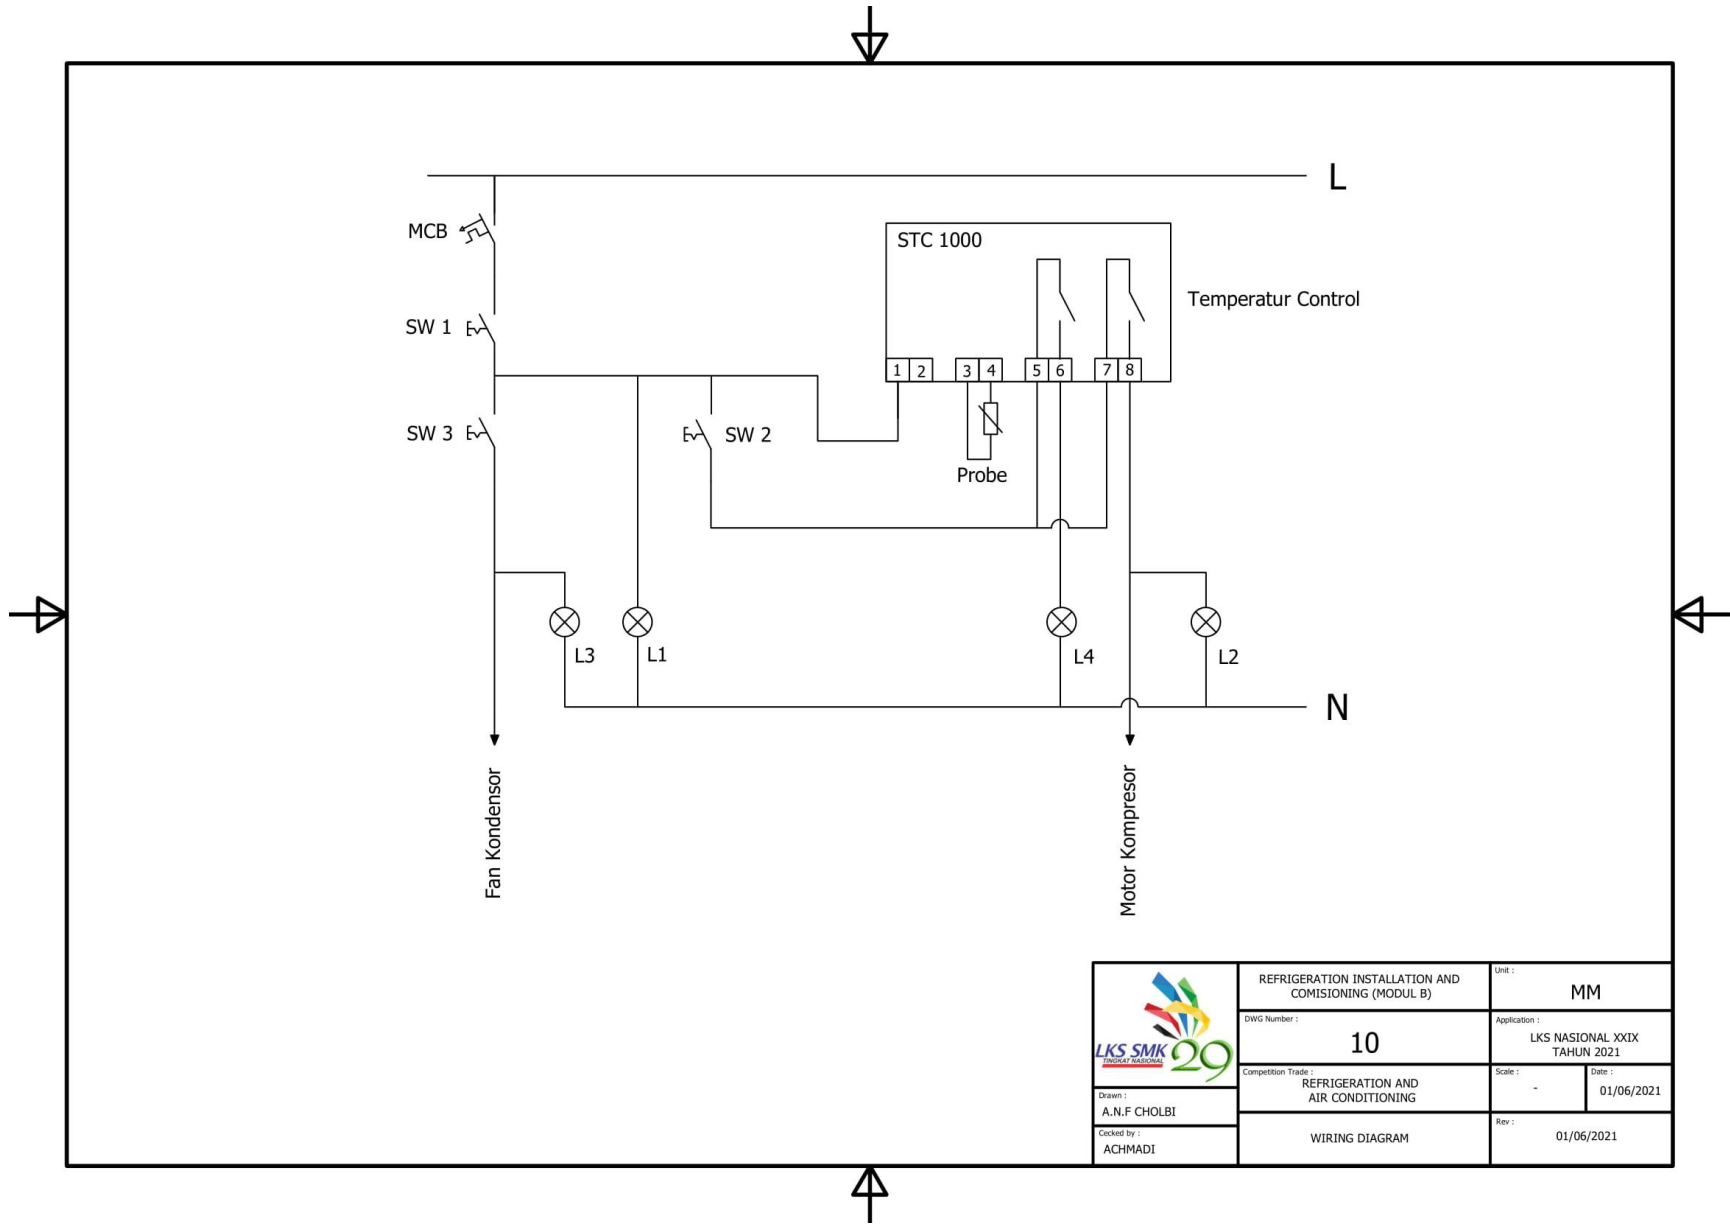 L
MCB
STC 1000
Temperatur Control
SW 1
1 2 3 4 5 6 7 8
SW 3
SW 2
Probe
L3
L1
L4
L2
N
Fan Kondensor
Motor Kompresor
LKS SMK
TINGKAT NASIONAL
29
REFRIGERATION INSTALLATION AND
COMISIONING (MODUL B)
Unit :
MM
DWG Number :
10
Application :
LKS NASIONAL XXIX
TAHUN 2021
Competition Trade :
REFRIGERATION AND
AIR CONDITIONING
Scale :
-
Date :
01/06/2021
Drawn :
A.N.F CHOLBI
Cecked by :
ACHMADI
WIRING DIAGRAM
Rev :
01/06/2021